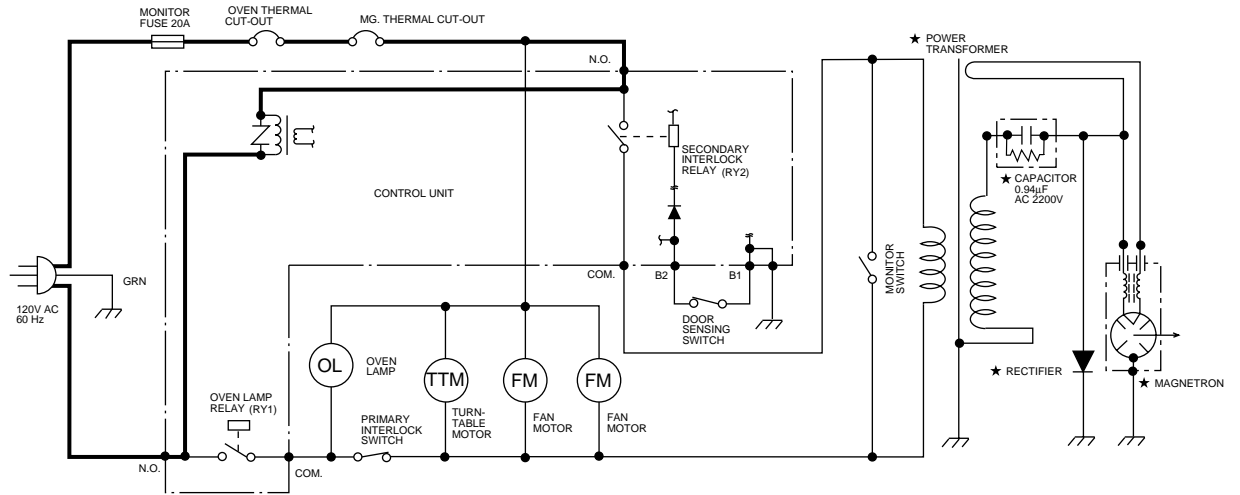 MONITOR
FUSE 20A
OVEN THERMAL
CUT-OUT
MG. THERMAL CUT-OUT
N.O.
★ POWER
TRANSFORMER
SECONDARY
INTERLOCK
RELAY (RY2)
★ CAPACITOR
0.94µF
AC 2200V
CONTROL UNIT
GRN
120V AC
60 Hz
COM.
B2
B1
MONITOR
SWITCH
DOOR
SENSING
SWITCH
OL
OVEN
LAMP
TTM
FM
FM
★ RECTIFIER
★ MAGNETRON
OVEN LAMP
RELAY (RY1)
PRIMARY
INTERLOCK
SWITCH
TURN-
TABLE
MOTOR
FAN
MOTOR
FAN
MOTOR
N.O.
COM.